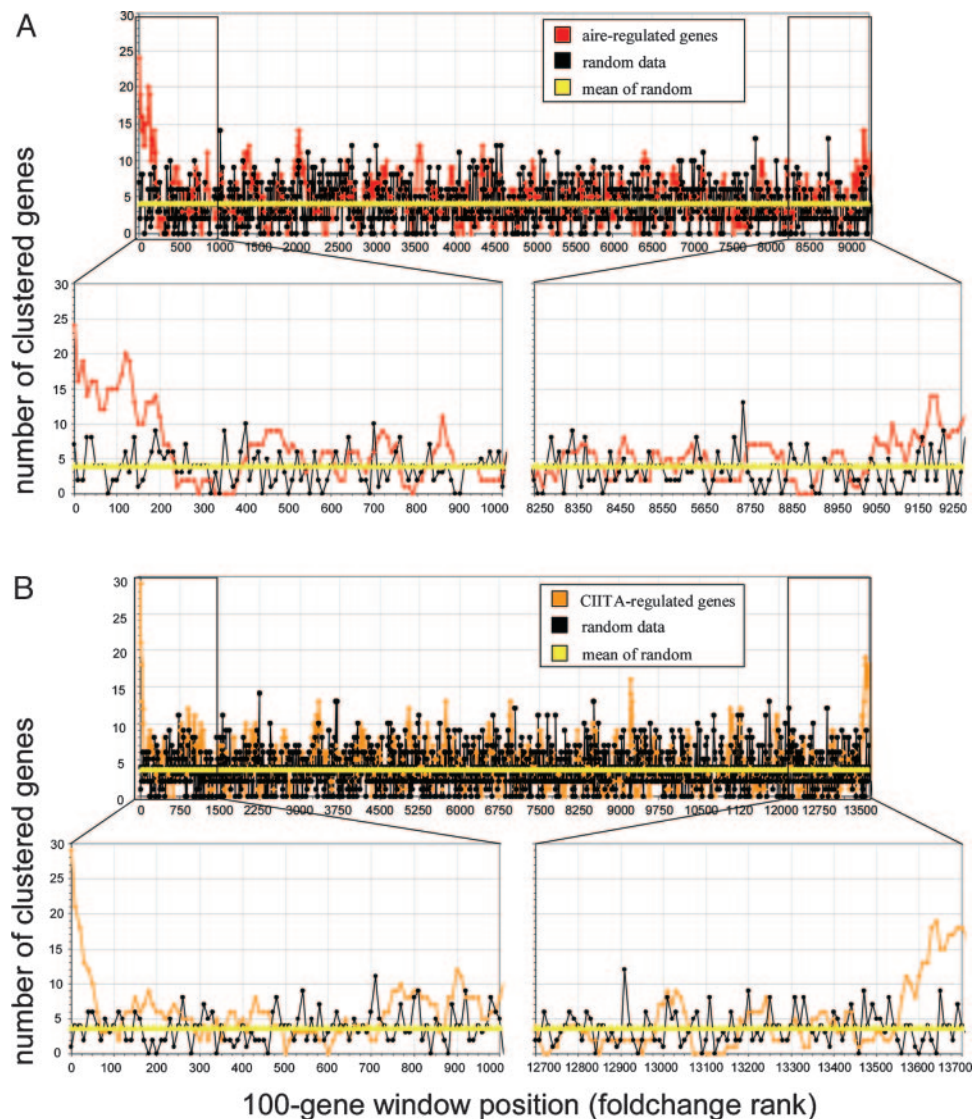 A
number of clustered genes
30
25
20
15
10
5
0
aire-regulated genes
random data
mean of random
0 500 1000 1500 2000 2500 3000 3500 4000 4500 5000 5500 6000 6500 7000 7500 8000 8500 9000
30
25
20
15
10
5
0
0 100 200 300 400 500 600 700 800 900 1000
8250 8350 8450 8550 5650 8750 8850 8950 9050 9150 9250
B
number of clustered genes
30
25
20
15
10
5
0
CIITA-regulated genes
random data
mean of random
0 750 1500 2250 3000 3750 4500 5250 6000 6750 7500 8250 9000 9750 10500 11120 12000 12750 13500
30
25
20
15
10
5
0
0 100 200 300 400 500 600 700 800 900 1000
12700 12800 12900 13000 13100 13200 13300 13400 13500 13600 13700
100-gene window position (foldchange rank)